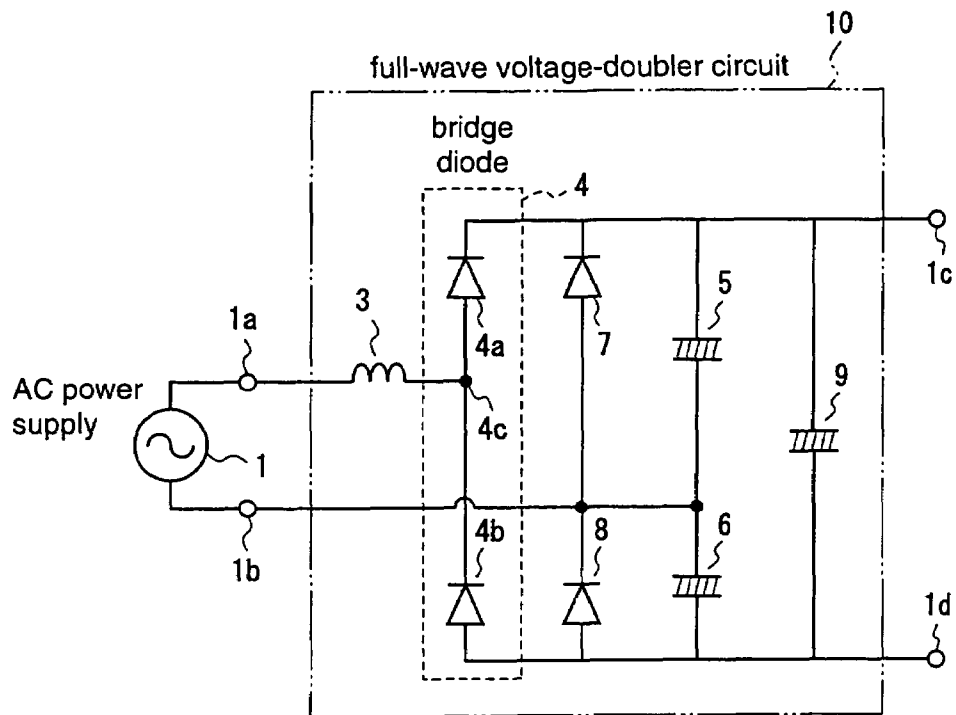 10
full-wave voltage-doubler circuit
bridge
diode
4
1c
3
5
1a
4a
7
9
AC power
supply
4c
1
4b
8
6
1b
1d